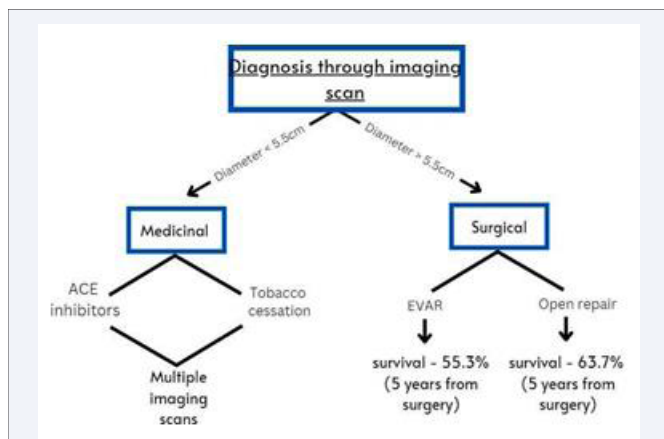 Diagnosis through imaging
scan
Diameter < 5.5cm
Diameter > 5.5cm
Medicinal
Surgical
ACE
inhibitors
Tobacco
cessation
EVAR
Open repair
Multiple
imaging
scans
survival - 55.3%
(5 years from
surgery)
survival - 63.7%
(5 years from
surgery)